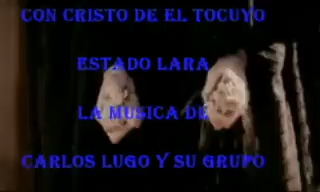 CON CRISTO DE EL TOCUYO
ESTADO LARA
LA MUSICA DE
CARLOS LUGO Y SU GRUPO